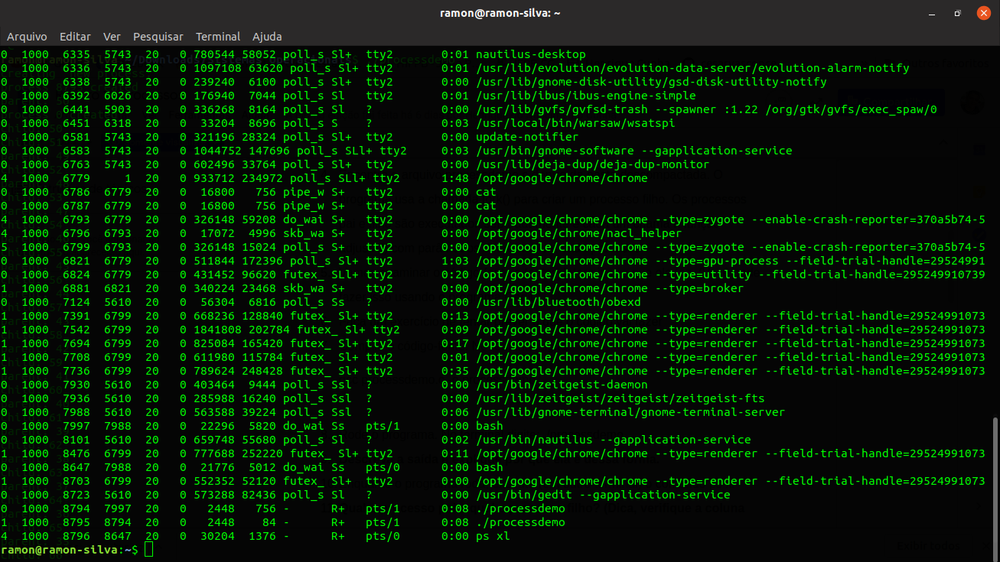 ramon@ramon-silva: ~
Arquivo Editar Ver Pesquisar Terminal Ajuda
0 1000 6335 5743 20 0 780544 58052 poll_s Sl+ tty2 0:01 nautilus-desktop
0 1000 6336 5743 20 0 1097108 63620 poll_s Sl+ tty2 0:01 /usr/lib/evolution/evolution-data-server/evolution-alarm-notify
0 1000 6338 5743 20 0 239240 6100 poll_s Sl+ tty2 0:00 /usr/lib/gnome-disk-utility/gsd-disk-utility-notify
0 1000 6392 6026 20 0 176940 7044 poll_s Sl tty2 0:01 /usr/lib/ibus/ibus-engine-simple
0 1000 6441 5903 20 0 336268 8164 poll_s Sl ? 0:00 /usr/lib/gvfs/gvfsd-trash --spawner :1.22 /org/gtk/gvfs/exec_spaw/0
0 1000 6451 6318 20 0 33204 8696 poll_s S ? 0:03 /usr/local/bin/warsaw/wsatspi
0 1000 6581 5743 20 0 321196 28324 poll_s Sl+ tty2 0:00 update-notifier
0 1000 6583 5743 20 0 1044752 147696 poll_s SLl+ tty2 0:03 /usr/bin/gnome-software --gapplication-service
0 1000 6763 5743 20 0 602496 33764 poll_s Sl+ tty2 0:00 /usr/lib/deja-dup/deja-dup-monitor
4 1000 6779 1 20 0 933712 234972 poll_s SLl+ tty2 1:48 /opt/google/chrome/chrome
0 1000 6786 6779 20 0 16800 756 pipe_w S+ tty2 0:00 cat
0 1000 6787 6779 20 0 16800 756 pipe_w S+ tty2 0:00 cat
4 1000 6793 6779 20 0 326148 59208 do_wai S+ tty2 0:00 /opt/google/chrome/chrome --type=zygote --enable-crash-reporter=370a5b74-5
4 1000 6796 6793 20 0 17072 4996 skb_wa S+ tty2 0:00 /opt/google/chrome/nacl_helper
5 1000 6799 6793 20 0 326148 15024 poll_s S+ tty2 0:00 /opt/google/chrome/chrome --type=zygote --enable-crash-reporter=370a5b74-5
0 1000 6821 6779 20 0 511844 172396 poll_s Sl+ tty2 1:03 /opt/google/chrome/chrome --type=gpu-process --field-trial-handle=29524991
0 1000 6824 6779 20 0 431452 96620 futex_ SLl+ tty2 0:20 /opt/google/chrome/chrome --type=utility --field-trial-handle=295249910739
1 1000 6881 6821 20 0 340224 23468 skb_wa S+ tty2 0:00 /opt/google/chrome/chrome --type=broker
0 1000 7124 5610 20 0 56304 6816 poll_s Ss ? 0:00 /usr/lib/bluetooth/obexd
1 1000 7391 6799 20 0 668236 128840 futex_ Sl+ tty2 0:13 /opt/google/chrome/chrome --type=renderer --field-trial-handle=29524991073
1 1000 7542 6799 20 0 1841808 202784 futex_ Sl+ tty2 0:09 /opt/google/chrome/chrome --type=renderer --field-trial-handle=29524991073
1 1000 7694 6799 20 0 825084 165420 futex_ Sl+ tty2 0:17 /opt/google/chrome/chrome --type=renderer --field-trial-handle=29524991073
1 1000 7708 6799 20 0 611980 115784 futex_ Sl+ tty2 0:01 /opt/google/chrome/chrome --type=renderer --field-trial-handle=29524991073
1 1000 7736 6799 20 0 789624 248428 futex_ Sl+ tty2 0:35 /opt/google/chrome/chrome --type=renderer --field-trial-handle=29524991073
0 1000 7930 5610 20 0 403464 9444 poll_s Ssl ? 0:00 /usr/bin/zeitgeist-daemon
0 1000 7936 5610 20 0 285988 16240 poll_s Ssl ? 0:00 /usr/lib/zeitgeist/zeitgeist/zeitgeist-fts
0 1000 7988 5610 20 0 563588 39224 poll_s Ssl ? 0:06 /usr/lib/gnome-terminal/gnome-terminal-server
0 1000 7997 7988 20 0 22296 5820 do_wai Ss pts/1 0:00 bash
0 1000 8101 5610 20 0 659748 55680 poll_s Sl ? 0:02 /usr/bin/nautilus --gapplication-service
1 1000 8476 6799 20 0 777688 252220 futex_ Sl+ tty2 0:11 /opt/google/chrome/chrome --type=renderer --field-trial-handle=29524991073
0 1000 8647 7988 20 0 21776 5012 do_wai Ss pts/0 0:00 bash
1 1000 8703 6799 20 0 552352 52120 futex_ Sl+ tty2 0:00 /opt/google/chrome/chrome --type=renderer --field-trial-handle=29524991073
0 1000 8723 5610 20 0 573288 82436 poll_s Sl ? 0:00 /usr/bin/gedit --gapplication-service
0 1000 8794 7997 20 0 2448 756 - R+ pts/1 0:08 ./processdemo
1 1000 8795 8794 20 0 2448 84 - R+ pts/1 0:08 ./processdemo
4 1000 8796 8647 20 0 30204 1376 - R+ pts/0 0:00 ps xl
ramon@ramon-silva:~$